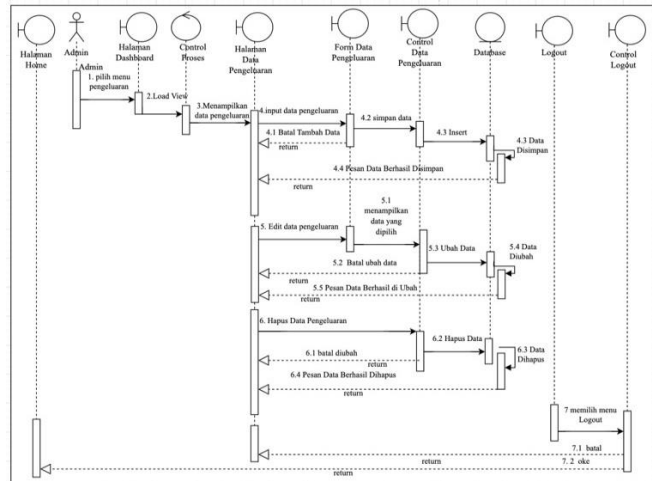 Halaman
Home
Admin
Halaman
Dashboard
Control
Proses
Halaman
Data
Pengeluaran
Form Data
Pengeluaran
Control
Data
Pengeluaran
Database
Logout
Control
Logout
Admin
1. pilih menu
pengeluaran
2.Load View
3.Menampilkan
data pengeluaran
4.input data pengeluaran
4.2 simpan data
4.1 Batal Tambah Data
return
4.3 Insert
4.3 Data
Disimpan
4.4 Pesan Data Berhasil Disimpan
return
5.1
menampilkan
data yang
dipilih
5. Edit data pengeluaran
5.3 Ubah Data
5.4 Data
Diubah
5.2 Batal ubah data
return
5.5 Pesan Data Berhasil di Ubah
return
6. Hapus Data Pengeluaran
6.2 Hapus Data
6.3 Data
Dihapus
6.1 batal diubah
return
6.4 Pesan Data Berhasil Dihapus
return
7 memilih menu
Logout
7.1 batal
return
7. 2 oke
return